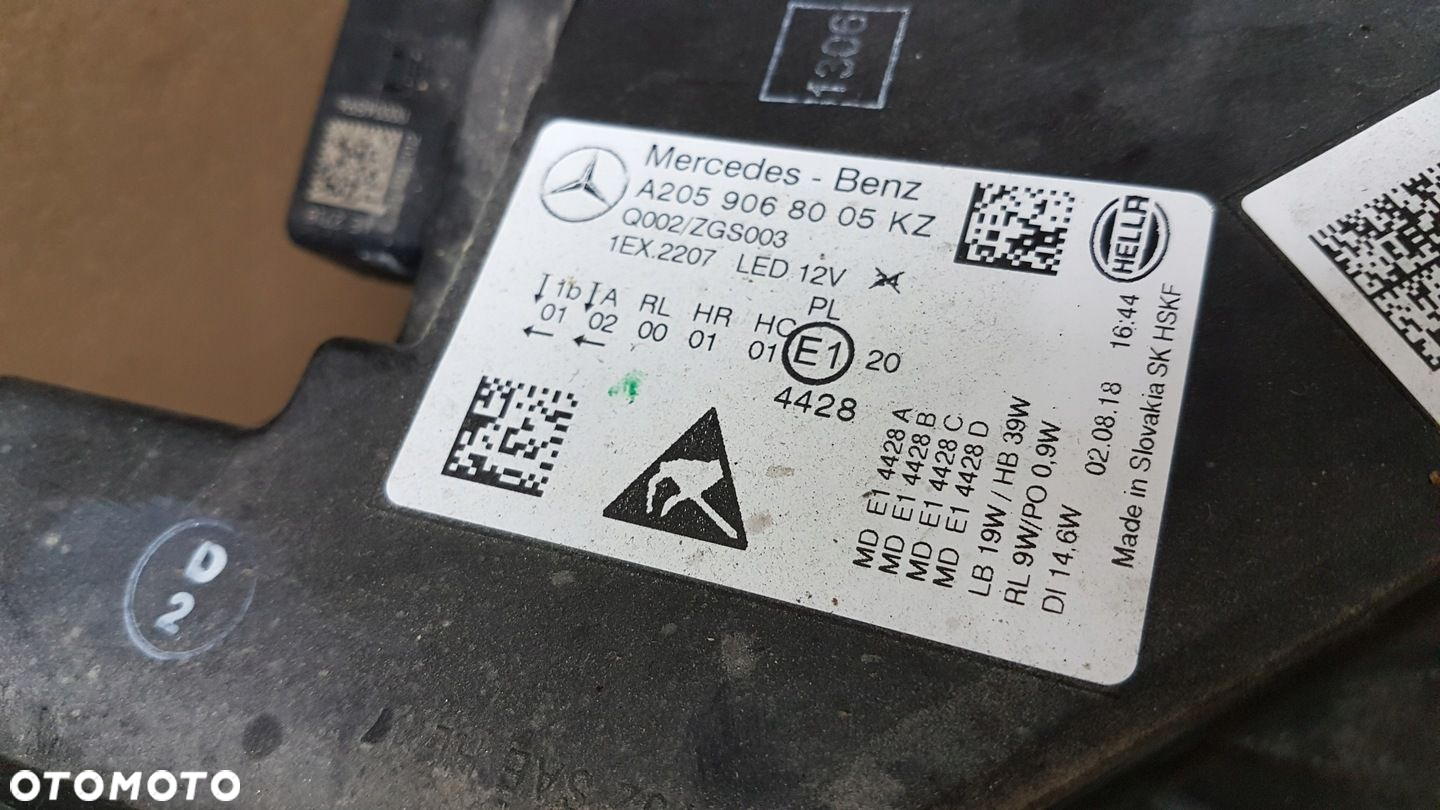 1306
Mercedes - Benz
A205 906 80 05 KZ
Q002/ZGS003
1EX.2207 LED 12V 24
HELLA
PL
1b A RL HR HC
01 02 00 01 01 E1 20
4428
MD E1 4428 A
MD E1 4428 B
MD E1 4428 C
MD E1 4428 D
LB 19W / HB 39W
RL 9W/PO 0,9W
DI 14,6W
02.08.18 16:44
Made in Slovakia SK HSKF
D
2
SAE
OTOMOTO